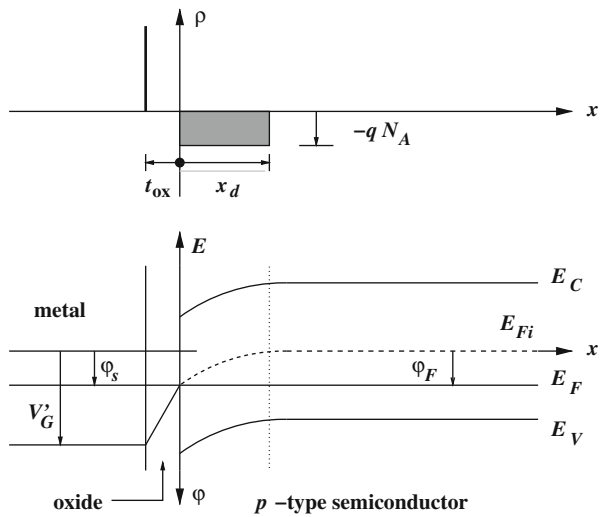 ρ
x
−q N_A
t_ox
x_d
E
metal
E_C
E_Fi
x
φ_s
φ_F
E_F
V'_G
E_V
oxide
φ
p −type semiconductor